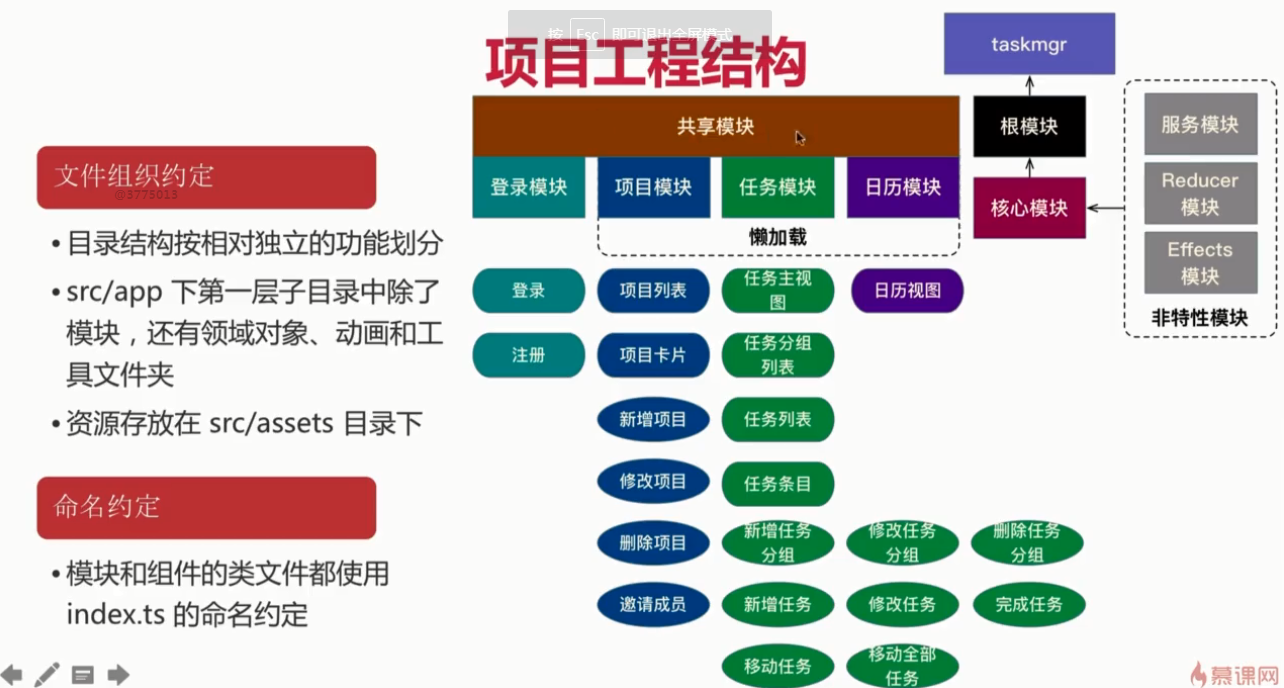 按 Esc 即可退出全屏模式
项目工程结构
文件组织约定
@3775013
•目录结构按相对独立的功能划分
•src/app 下第一层子目录中除了
模块，还有领域对象、动画和工
具文件夹
•资源存放在 src/assets 目录下
命名约定
•模块和组件的类文件都使用
index.ts 的命名约定
共享模块
登录模块
项目模块
任务模块
日历模块
懒加载
登录
项目列表
任务主视
图
日历视图
注册
项目卡片
任务分组
列表
新增项目
任务列表
修改项目
任务条目
删除项目
新增任务
分组
修改任务
分组
删除任务
分组
邀请成员
新增任务
修改任务
完成任务
移动任务
移动全部
任务
taskmgr
根模块
核心模块
服务模块
Reducer
模块
Effects
模块
非特性模块
慕课网